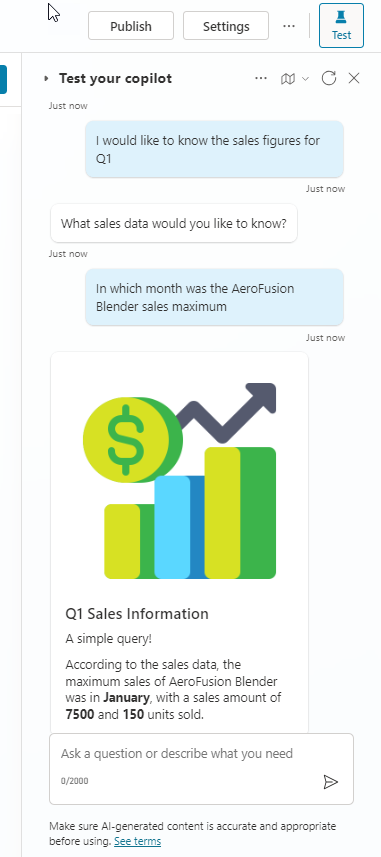 Publish
Settings
...
Test
Test your copilot
...
Just now
I would like to know the sales figures for
Q1
Just now
What sales data would you like to know?
Just now
In which month was the AeroFusion
Blender sales maximum
Just now
$
Q1 Sales Information
A simple query!
According to the sales data, the
maximum sales of AeroFusion Blender
was in January, with a sales amount of
7500 and 150 units sold.
Ask a question or describe what you need
0/2000
Make sure AI-generated content is accurate and appropriate
before using. See terms